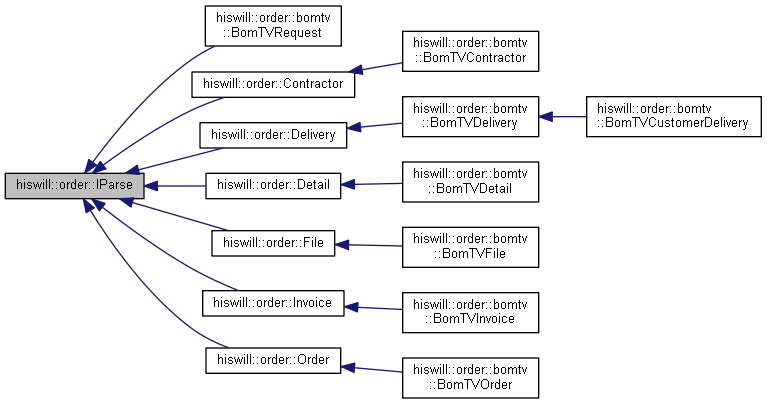 hiswill::order::bomtv
::BomTVRequest
hiswill::order::Contractor
hiswill::order::bomtv
::BomTVContractor
hiswill::order::Delivery
hiswill::order::bomtv
::BomTVDelivery
hiswill::order::bomtv
::BomTVCustomerDelivery
hiswill::order::IParse
hiswill::order::Detail
hiswill::order::bomtv
::BomTVDetail
hiswill::order::File
hiswill::order::bomtv
::BomTVFile
hiswill::order::Invoice
hiswill::order::bomtv
::BomTVInvoice
hiswill::order::Order
hiswill::order::bomtv
::BomTVOrder